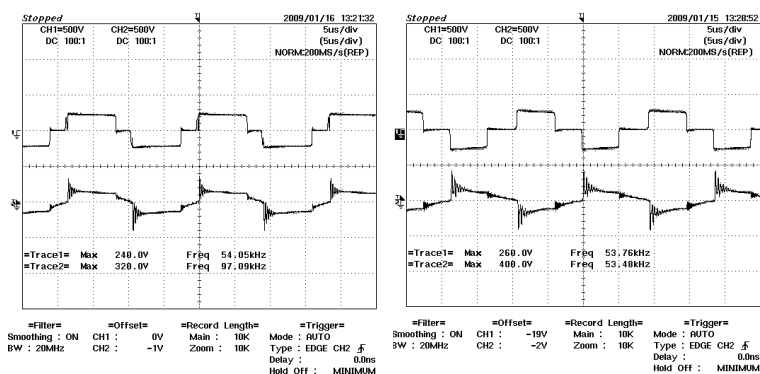 Stopped 2009/01/16 13:21:32
CH1=500V CH2=500V 5us/div
DC 100:1 DC 100:1 (5us/div)
NORM:200MS/s(REP)
=Trace1= Max 240.0V Freq 54.05kHz
=Trace2= Max 320.0V Freq 97.09kHz
=Filter= =Offset= =Record Length= =Trigger=
Smoothing : ON CH1 : 0V Main : 10K Mode : AUTO
BW : 20MHz CH2 : -1V Zoom : 10K Type : EDGE CH2
Delay : 0.0ns
Hold Off : MINIMUM
Stopped 2009/01/15 13:28:52
CH1=500V CH2=500V 5us/div
DC 100:1 DC 100:1 (5us/div)
NORM:200MS/s(REP)
=Trace1= Max 260.0V Freq 53.76kHz
=Trace2= Max 400.0V Freq 53.48kHz
=Filter= =Offset= =Record Length= =Trigger=
Smoothing : ON CH1 : -19V Main : 10K Mode : AUTO
BW : 20MHz CH2 : -2V Zoom : 10K Type : EDGE CH2
Delay : 0.0ns
Hold Off : MINIMUM